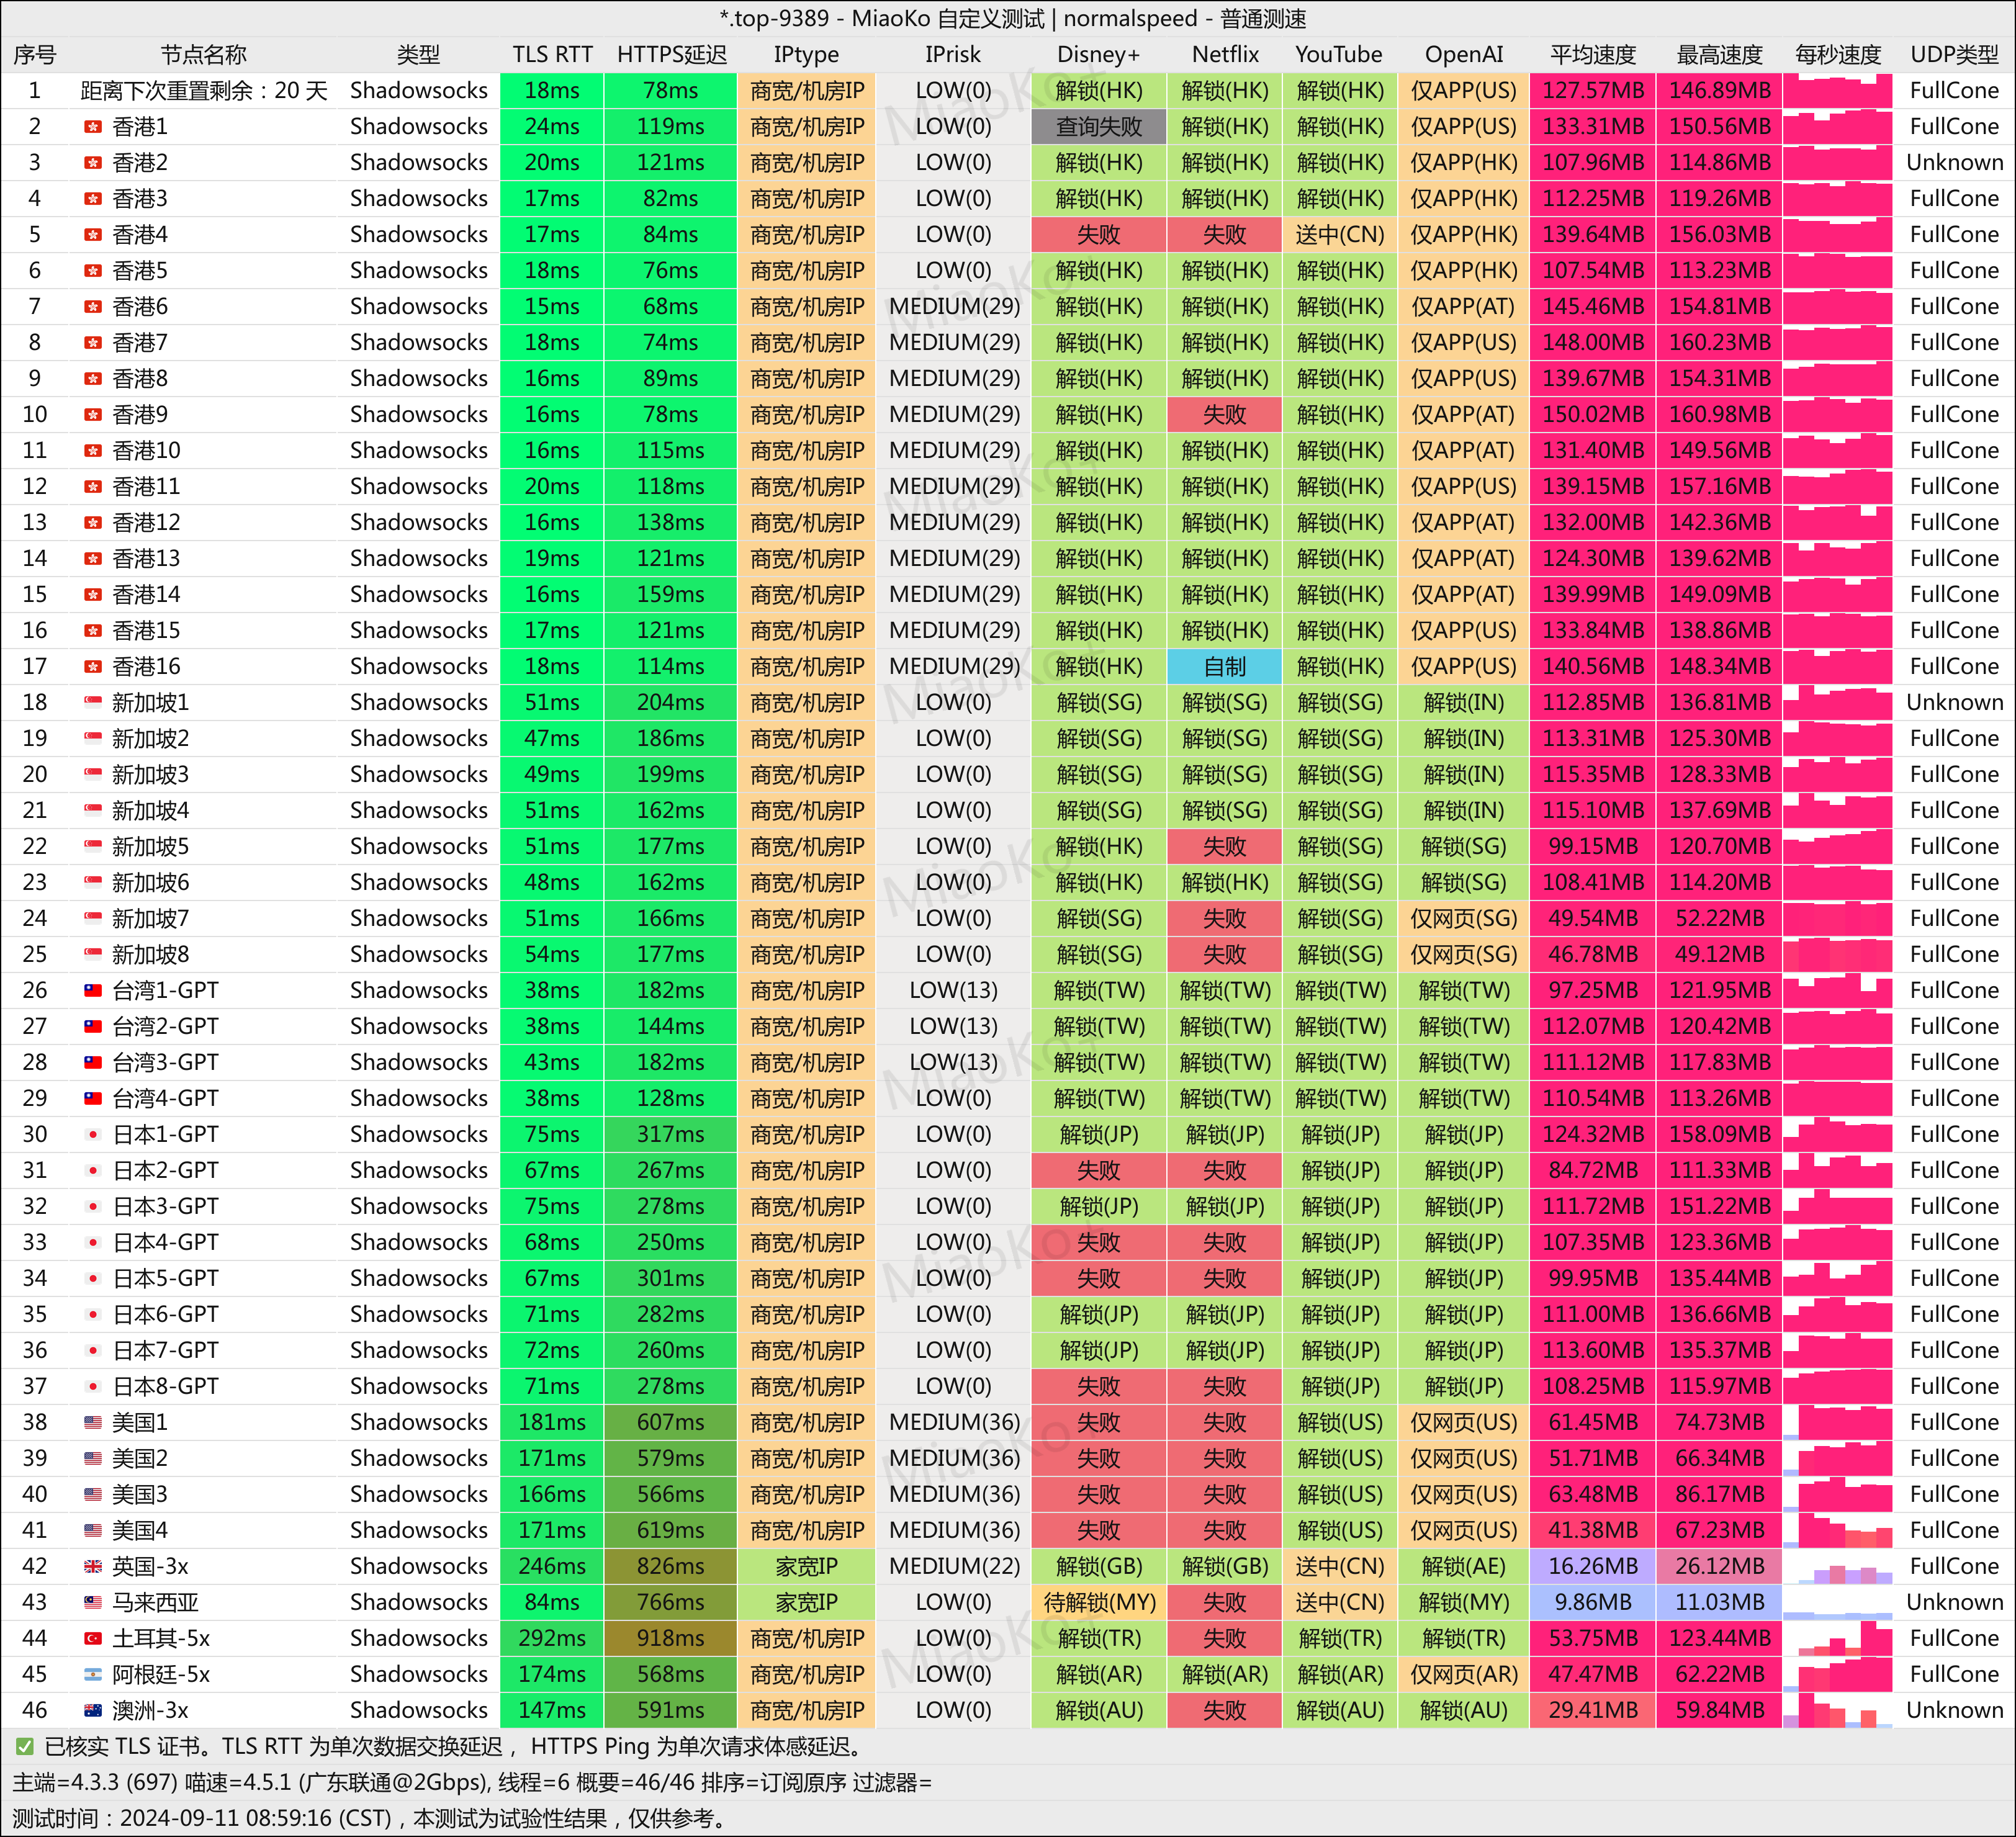 *.top-9389 - MiaoKo 自定义测试 | normalspeed - 普通测速
序号 节点名称 类型 TLS RTT HTTPS延迟 IPtype IPrisk Disney+ Netflix YouTube OpenAI 平均速度 最高速度 每秒速度 UDP类型
1 距离下次重置剩余：20 天 Shadowsocks 18ms 78ms 商宽/机房IP LOW(0) 解锁(HK) 解锁(HK) 解锁(HK) 仅APP(US) 127.57MB 146.89MB FullCone
2 香港1 Shadowsocks 24ms 119ms 商宽/机房IP LOW(0) 查询失败 解锁(HK) 解锁(HK) 仅APP(US) 133.31MB 150.56MB FullCone
3 香港2 Shadowsocks 20ms 121ms 商宽/机房IP LOW(0) 解锁(HK) 解锁(HK) 解锁(HK) 仅APP(HK) 107.96MB 114.86MB Unknown
4 香港3 Shadowsocks 17ms 82ms 商宽/机房IP LOW(0) 解锁(HK) 解锁(HK) 解锁(HK) 仅APP(HK) 112.25MB 119.26MB FullCone
5 香港4 Shadowsocks 17ms 84ms 商宽/机房IP LOW(0) 失败 失败 送中(CN) 仅APP(HK) 139.64MB 156.03MB FullCone
6 香港5 Shadowsocks 18ms 76ms 商宽/机房IP LOW(0) 解锁(HK) 解锁(HK) 解锁(HK) 仅APP(HK) 107.54MB 113.23MB FullCone
7 香港6 Shadowsocks 15ms 68ms 商宽/机房IP MEDIUM(29) 解锁(HK) 解锁(HK) 解锁(HK) 仅APP(AT) 145.46MB 154.81MB FullCone
8 香港7 Shadowsocks 18ms 74ms 商宽/机房IP MEDIUM(29) 解锁(HK) 解锁(HK) 解锁(HK) 仅APP(US) 148.00MB 160.23MB FullCone
9 香港8 Shadowsocks 16ms 89ms 商宽/机房IP MEDIUM(29) 解锁(HK) 解锁(HK) 解锁(HK) 仅APP(US) 139.67MB 154.31MB FullCone
10 香港9 Shadowsocks 16ms 78ms 商宽/机房IP MEDIUM(29) 解锁(HK) 失败 解锁(HK) 仅APP(AT) 150.02MB 160.98MB FullCone
11 香港10 Shadowsocks 16ms 115ms 商宽/机房IP MEDIUM(29) 解锁(HK) 解锁(HK) 解锁(HK) 仅APP(AT) 131.40MB 149.56MB FullCone
12 香港11 Shadowsocks 20ms 118ms 商宽/机房IP MEDIUM(29) 解锁(HK) 解锁(HK) 解锁(HK) 仅APP(US) 139.15MB 157.16MB FullCone
13 香港12 Shadowsocks 16ms 138ms 商宽/机房IP MEDIUM(29) 解锁(HK) 解锁(HK) 解锁(HK) 仅APP(AT) 132.00MB 142.36MB FullCone
14 香港13 Shadowsocks 19ms 121ms 商宽/机房IP MEDIUM(29) 解锁(HK) 解锁(HK) 解锁(HK) 仅APP(AT) 124.30MB 139.62MB FullCone
15 香港14 Shadowsocks 16ms 159ms 商宽/机房IP MEDIUM(29) 解锁(HK) 解锁(HK) 解锁(HK) 仅APP(AT) 139.99MB 149.09MB FullCone
16 香港15 Shadowsocks 17ms 121ms 商宽/机房IP MEDIUM(29) 解锁(HK) 解锁(HK) 解锁(HK) 仅APP(US) 133.84MB 138.86MB FullCone
17 香港16 Shadowsocks 18ms 114ms 商宽/机房IP MEDIUM(29) 解锁(HK) 自制 解锁(HK) 仅APP(US) 140.56MB 148.34MB FullCone
18 新加坡1 Shadowsocks 51ms 204ms 商宽/机房IP LOW(0) 解锁(SG) 解锁(SG) 解锁(SG) 解锁(IN) 112.85MB 136.81MB Unknown
19 新加坡2 Shadowsocks 47ms 186ms 商宽/机房IP LOW(0) 解锁(SG) 解锁(SG) 解锁(SG) 解锁(IN) 113.31MB 125.30MB FullCone
20 新加坡3 Shadowsocks 49ms 199ms 商宽/机房IP LOW(0) 解锁(SG) 解锁(SG) 解锁(SG) 解锁(IN) 115.35MB 128.33MB FullCone
21 新加坡4 Shadowsocks 51ms 162ms 商宽/机房IP LOW(0) 解锁(SG) 解锁(SG) 解锁(SG) 解锁(IN) 115.10MB 137.69MB FullCone
22 新加坡5 Shadowsocks 51ms 177ms 商宽/机房IP LOW(0) 解锁(HK) 失败 解锁(SG) 解锁(SG) 99.15MB 120.70MB FullCone
23 新加坡6 Shadowsocks 48ms 162ms 商宽/机房IP LOW(0) 解锁(HK) 解锁(HK) 解锁(SG) 解锁(SG) 108.41MB 114.20MB FullCone
24 新加坡7 Shadowsocks 51ms 166ms 商宽/机房IP LOW(0) 解锁(SG) 失败 解锁(SG) 仅网页(SG) 49.54MB 52.22MB FullCone
25 新加坡8 Shadowsocks 54ms 177ms 商宽/机房IP LOW(0) 解锁(SG) 失败 解锁(SG) 仅网页(SG) 46.78MB 49.12MB FullCone
26 台湾1-GPT Shadowsocks 38ms 182ms 商宽/机房IP LOW(13) 解锁(TW) 解锁(TW) 解锁(TW) 解锁(TW) 97.25MB 121.95MB FullCone
27 台湾2-GPT Shadowsocks 38ms 144ms 商宽/机房IP LOW(13) 解锁(TW) 解锁(TW) 解锁(TW) 解锁(TW) 112.07MB 120.42MB FullCone
28 台湾3-GPT Shadowsocks 43ms 182ms 商宽/机房IP LOW(13) 解锁(TW) 解锁(TW) 解锁(TW) 解锁(TW) 111.12MB 117.83MB FullCone
29 台湾4-GPT Shadowsocks 38ms 128ms 商宽/机房IP LOW(0) 解锁(TW) 解锁(TW) 解锁(TW) 解锁(TW) 110.54MB 113.26MB FullCone
30 日本1-GPT Shadowsocks 75ms 317ms 商宽/机房IP LOW(0) 解锁(JP) 解锁(JP) 解锁(JP) 解锁(JP) 124.32MB 158.09MB FullCone
31 日本2-GPT Shadowsocks 67ms 267ms 商宽/机房IP LOW(0) 失败 失败 解锁(JP) 解锁(JP) 84.72MB 111.33MB FullCone
32 日本3-GPT Shadowsocks 75ms 278ms 商宽/机房IP LOW(0) 解锁(JP) 解锁(JP) 解锁(JP) 解锁(JP) 111.72MB 151.22MB FullCone
33 日本4-GPT Shadowsocks 68ms 250ms 商宽/机房IP LOW(0) 失败 失败 解锁(JP) 解锁(JP) 107.35MB 123.36MB FullCone
34 日本5-GPT Shadowsocks 67ms 301ms 商宽/机房IP LOW(0) 失败 失败 解锁(JP) 解锁(JP) 99.95MB 135.44MB FullCone
35 日本6-GPT Shadowsocks 71ms 282ms 商宽/机房IP LOW(0) 解锁(JP) 解锁(JP) 解锁(JP) 解锁(JP) 111.00MB 136.66MB FullCone
36 日本7-GPT Shadowsocks 72ms 260ms 商宽/机房IP LOW(0) 解锁(JP) 解锁(JP) 解锁(JP) 解锁(JP) 113.60MB 135.37MB FullCone
37 日本8-GPT Shadowsocks 71ms 278ms 商宽/机房IP LOW(0) 失败 失败 解锁(JP) 解锁(JP) 108.25MB 115.97MB FullCone
38 美国1 Shadowsocks 181ms 607ms 商宽/机房IP MEDIUM(36) 失败 失败 解锁(US) 仅网页(US) 61.45MB 74.73MB FullCone
39 美国2 Shadowsocks 171ms 579ms 商宽/机房IP MEDIUM(36) 失败 失败 解锁(US) 仅网页(US) 51.71MB 66.34MB FullCone
40 美国3 Shadowsocks 166ms 566ms 商宽/机房IP MEDIUM(36) 失败 失败 解锁(US) 仅网页(US) 63.48MB 86.17MB FullCone
41 美国4 Shadowsocks 171ms 619ms 商宽/机房IP MEDIUM(36) 失败 失败 解锁(US) 仅网页(US) 41.38MB 67.23MB FullCone
42 英国-3x Shadowsocks 246ms 826ms 家宽IP MEDIUM(22) 解锁(GB) 解锁(GB) 送中(CN) 解锁(AE) 16.26MB 26.12MB FullCone
43 马来西亚 Shadowsocks 84ms 766ms 家宽IP LOW(0) 待解锁(MY) 失败 送中(CN) 解锁(MY) 9.86MB 11.03MB Unknown
44 土耳其-5x Shadowsocks 292ms 918ms 商宽/机房IP LOW(0) 解锁(TR) 失败 解锁(TR) 解锁(TR) 53.75MB 123.44MB FullCone
45 阿根廷-5x Shadowsocks 174ms 568ms 商宽/机房IP LOW(0) 解锁(AR) 解锁(AR) 解锁(AR) 仅网页(AR) 47.47MB 62.22MB FullCone
46 澳洲-3x Shadowsocks 147ms 591ms 商宽/机房IP LOW(0) 解锁(AU) 失败 解锁(AU) 解锁(AU) 29.41MB 59.84MB Unknown
已核实 TLS 证书。TLS RTT 为单次数据交换延迟， HTTPS Ping 为单次请求体感延迟。
主端=4.3.3 (697) 喵速=4.5.1 (广东联通@2Gbps), 线程=6 概要=46/46 排序=订阅原序 过滤器=
测试时间：2024-09-11 08:59:16 (CST)，本测试为试验性结果，仅供参考。